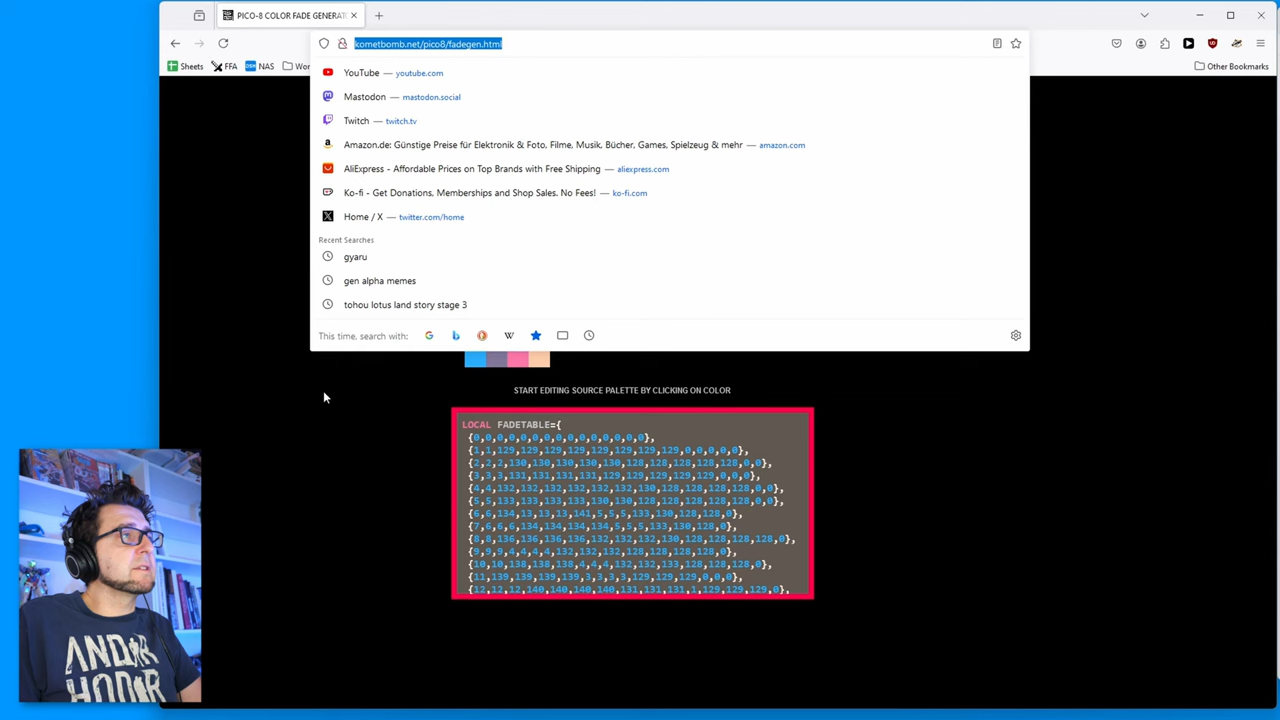 PICO-8 COLOR FADE GENERAT
kometbomb.net/pico8/fadegen.html
Sheets FFA NAS Wor Other Bookmarks
YouTube — youtube.com
Mastodon — mastodon.social
Twitch — twitch.tv
Amazon.de: Günstige Preise für Elektronik & Foto, Filme, Musik, Bücher, Games, Spielzeug & mehr — amazon.com
AliExpress - Affordable Prices on Top Brands with Free Shipping — aliexpress.com
Ko-fi - Get Donations, Memberships and Shop Sales. No Fees! — ko-fi.com
Home / X — twitter.com/home
Recent Searches
gyaru
gen alpha memes
tohou lotus land story stage 3
This time, search with:
START EDITING SOURCE PALETTE BY CLICKING ON COLOR
LOCAL FADETABLE={
{0,0,0,0,0,0,0,0,0,0,0,0,0,0,0},
{1,1,129,129,129,129,129,129,129,129,0,0,0,0,0},
{2,2,2,130,130,130,130,130,128,128,128,128,128,0,0},
{3,3,3,131,131,131,131,129,129,129,129,129,0,0,0},
{4,4,132,132,132,132,132,132,130,128,128,128,128,0,0},
{5,5,133,133,133,133,130,130,128,128,128,128,128,0,0},
{6,6,134,13,13,13,141,5,5,5,133,130,128,128,0},
{7,6,6,6,134,134,134,134,5,5,5,133,130,128,0},
{8,8,136,136,136,136,132,132,132,130,128,128,128,128,0},
{9,9,9,4,4,4,4,132,132,132,128,128,128,128,0},
{10,10,138,138,138,4,4,4,132,132,133,128,128,128,0},
{11,139,139,139,139,3,3,3,3,129,129,129,0,0,0},
{12,12,12,140,140,140,140,131,131,131,1,129,129,129,0},
AND/OR
HODOR